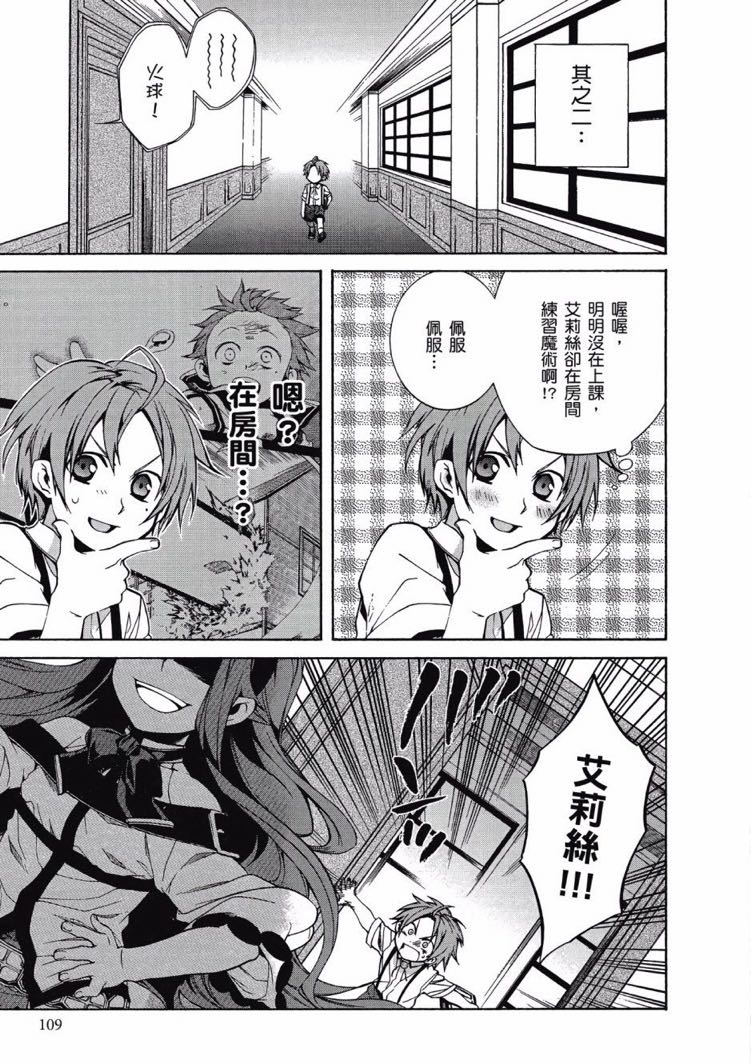 其之二…
火球！
喔喔，
明明沒在上課，
艾莉絲卻在房間
練習魔術啊!?
佩服
佩服…
嗯？
在房間…？
艾莉絲!!!
109